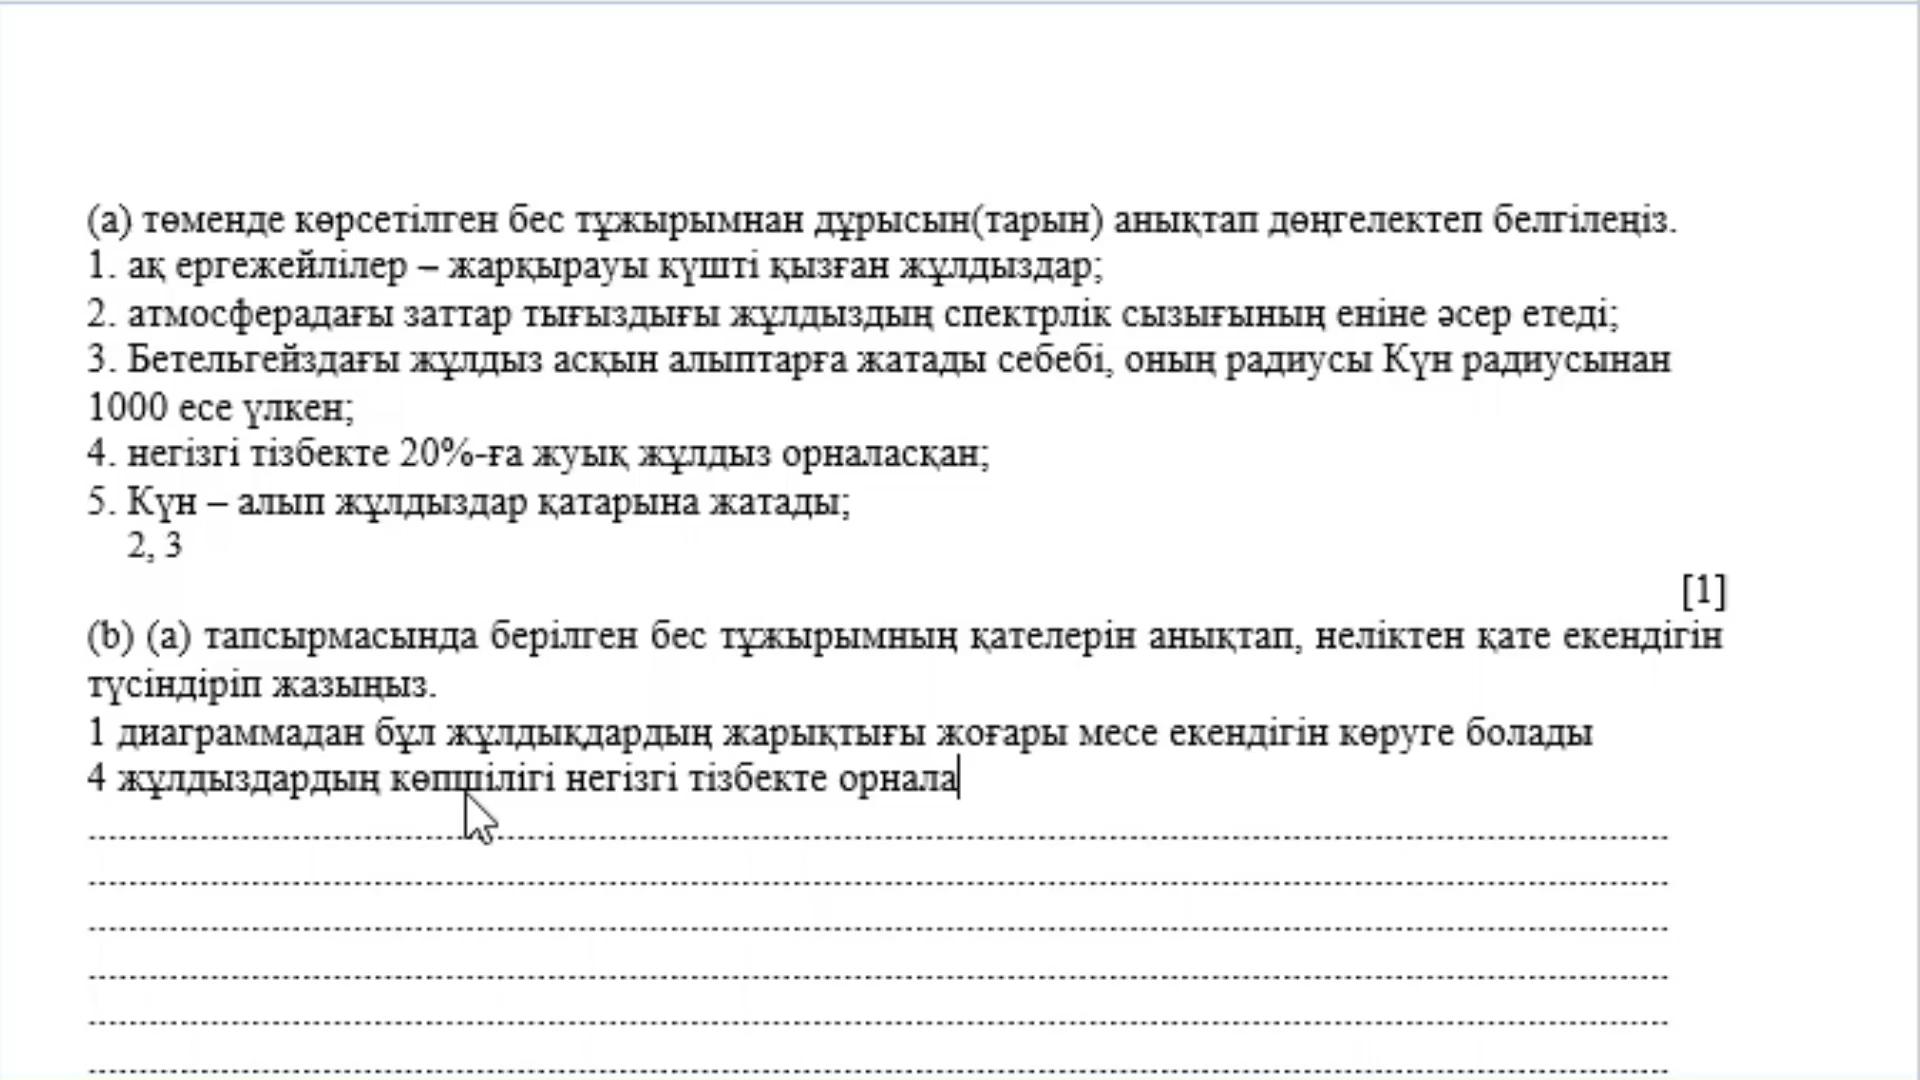 (а) төменде көрсетілген бес тұжырымнан дұрысын(тарын) анықтап дөңгелектеп белгілеңіз.
1. ақ ергежейлілер – жарқырауы күшті қызған жұлдыздар;
2. атмосферадағы заттар тығыздығы жұлдыздың спектрлік сызығының еніне әсер етеді;
3. Бетельгейздағы жұлдыз асқын алыптарға жатады себебі, оның радиусы Күн радиусынан
1000 есе үлкен;
4. негізгі тізбекте 20%-ға жуық жұлдыз орналасқан;
5. Күн – алып жұлдыздар қатарына жатады;
2, 3
[1]
(b) (а) тапсырмасында берілген бес тұжырымның қателерін анықтап, неліктен қате екендігін
түсіндіріп жазыңыз.
1 диаграммадан бұл жұлдықдардың жарықтығы жоғары месе екендігін көруге болады
4 жұлдыздардың көпшілігі негізгі тізбекте орнала